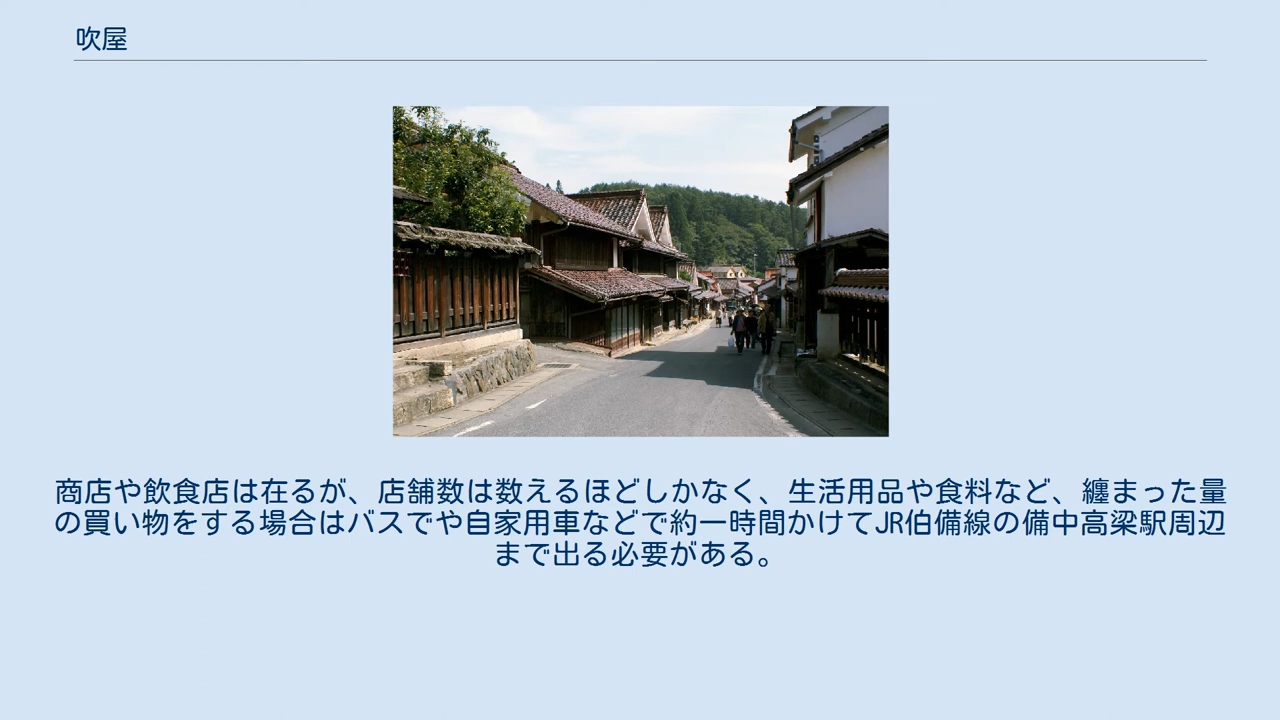 吹屋
商店や飲食店は在るが、店舗数は数えるほどしかなく、生活用品や食料など、纏まった量
の買い物をする場合はバスでや自家用車などで約一時間かけてJR伯備線の備中高梁駅周辺
まで出る必要がある。